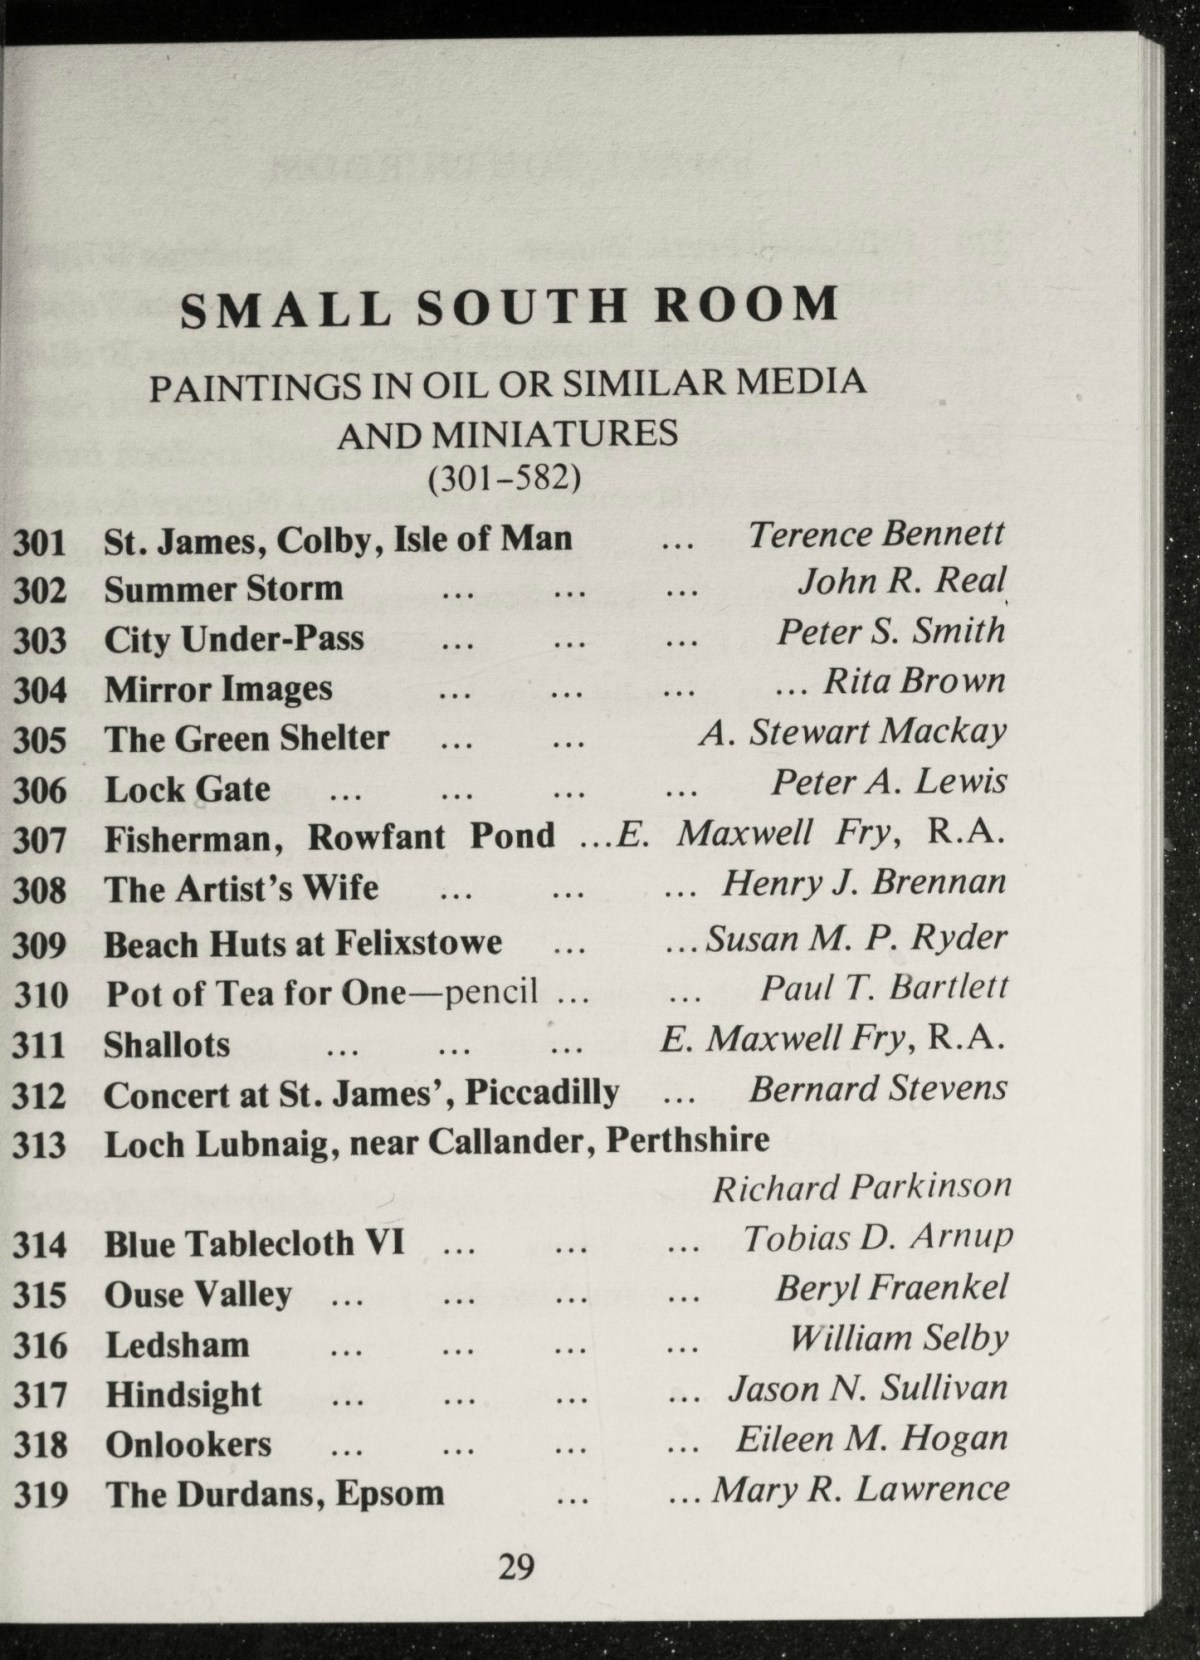 SMALL SOUTH ROOM
PAINTINGS IN OIL OR SIMILAR MEDIA
AND MINIATURES
(301–582)
301 St. James, Colby, Isle of Man ... Terence Bennett
302 Summer Storm ... ... ... John R. Real
303 City Under-Pass ... ... ... Peter S. Smith
304 Mirror Images ... ... ... ... Rita Brown
305 The Green Shelter ... ... A. Stewart Mackay
306 Lock Gate ... ... ... ... Peter A. Lewis
307 Fisherman, Rowfant Pond ...E. Maxwell Fry, R.A.
308 The Artist's Wife ... ... ... Henry J. Brennan
309 Beach Huts at Felixstowe ... ...Susan M. P. Ryder
310 Pot of Tea for One—pencil ... ... Paul T. Bartlett
311 Shallots ... ... ... E. Maxwell Fry, R.A.
312 Concert at St. James', Piccadilly ... Bernard Stevens
313 Loch Lubnaig, near Callander, Perthshire
Richard Parkinson
314 Blue Tablecloth VI ... ... ... Tobias D. Arnup
315 Ouse Valley ... ... ... ... Beryl Fraenkel
316 Ledsham ... ... ... ... William Selby
317 Hindsight ... ... ... ... Jason N. Sullivan
318 Onlookers ... ... ... ... Eileen M. Hogan
319 The Durdans, Epsom ... ... Mary R. Lawrence
29